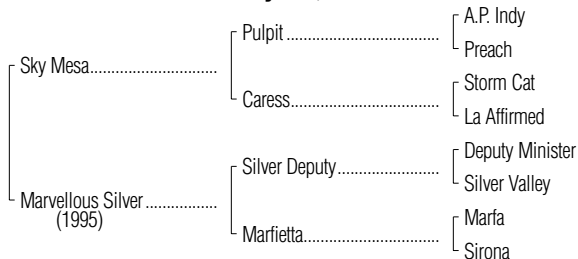 A.P. Indy
Pulpit
Preach
Sky Mesa
Storm Cat
Caress
La Affirmed
Deputy Minister
Silver Deputy
Silver Valley
Marvellous Silver
(1995)
Marfa
Marfietta
Sirona